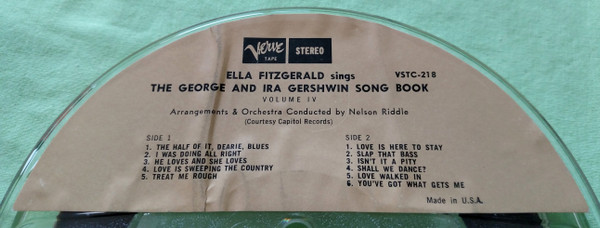 Verve
TAPE
STEREO
ELLA FITZGERALD sings
VSTC-218
THE GEORGE AND IRA GERSHWIN SONG BOOK
VOLUME IV
Arrangements & Orchestra Conducted by Nelson Riddle
(Courtesy Capitol Records)
SIDE 1
1. THE HALF OF IT, DEARIE, BLUES
2. I WAS DOING ALL RIGHT
3. HE LOVES AND SHE LOVES
4. LOVE IS SWEEPING THE COUNTRY
5. TREAT ME ROUGH
SIDE 2
1. LOVE IS HERE TO STAY
2. SLAP THAT BASS
3. ISN'T IT A PITY
4. SHALL WE DANCE?
5. LOVE WALKED IN
6. YOU'VE GOT WHAT GETS ME
Made in U.S.A.